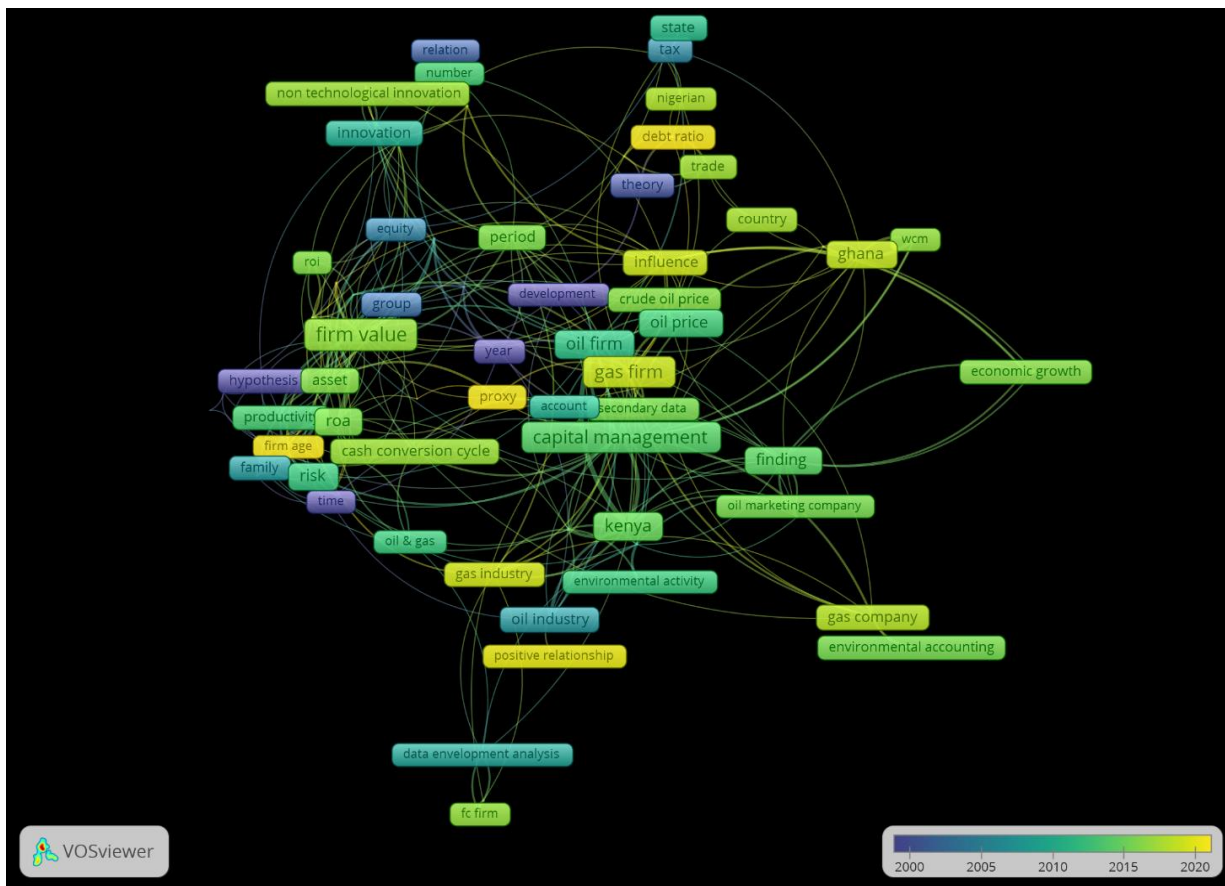 state
tax
relation
number
non technological innovation
nigerian
innovation
debt ratio
trade
theory
country
equity
period
wcm
ghana
roi
influence
development
crude oil price
group
oil price
firm value
oil firm
year
gas firm
economic growth
hypothesis
asset
proxy
account
secondary data
productivity
roa
capital management
firm age
cash conversion cycle
finding
family
risk
time
oil marketing company
kenya
oil & gas
gas industry
environmental activity
oil industry
gas company
environmental accounting
positive relationship
data envelopment analysis
fc firm
VOSviewer
2000 2005 2010 2015 2020